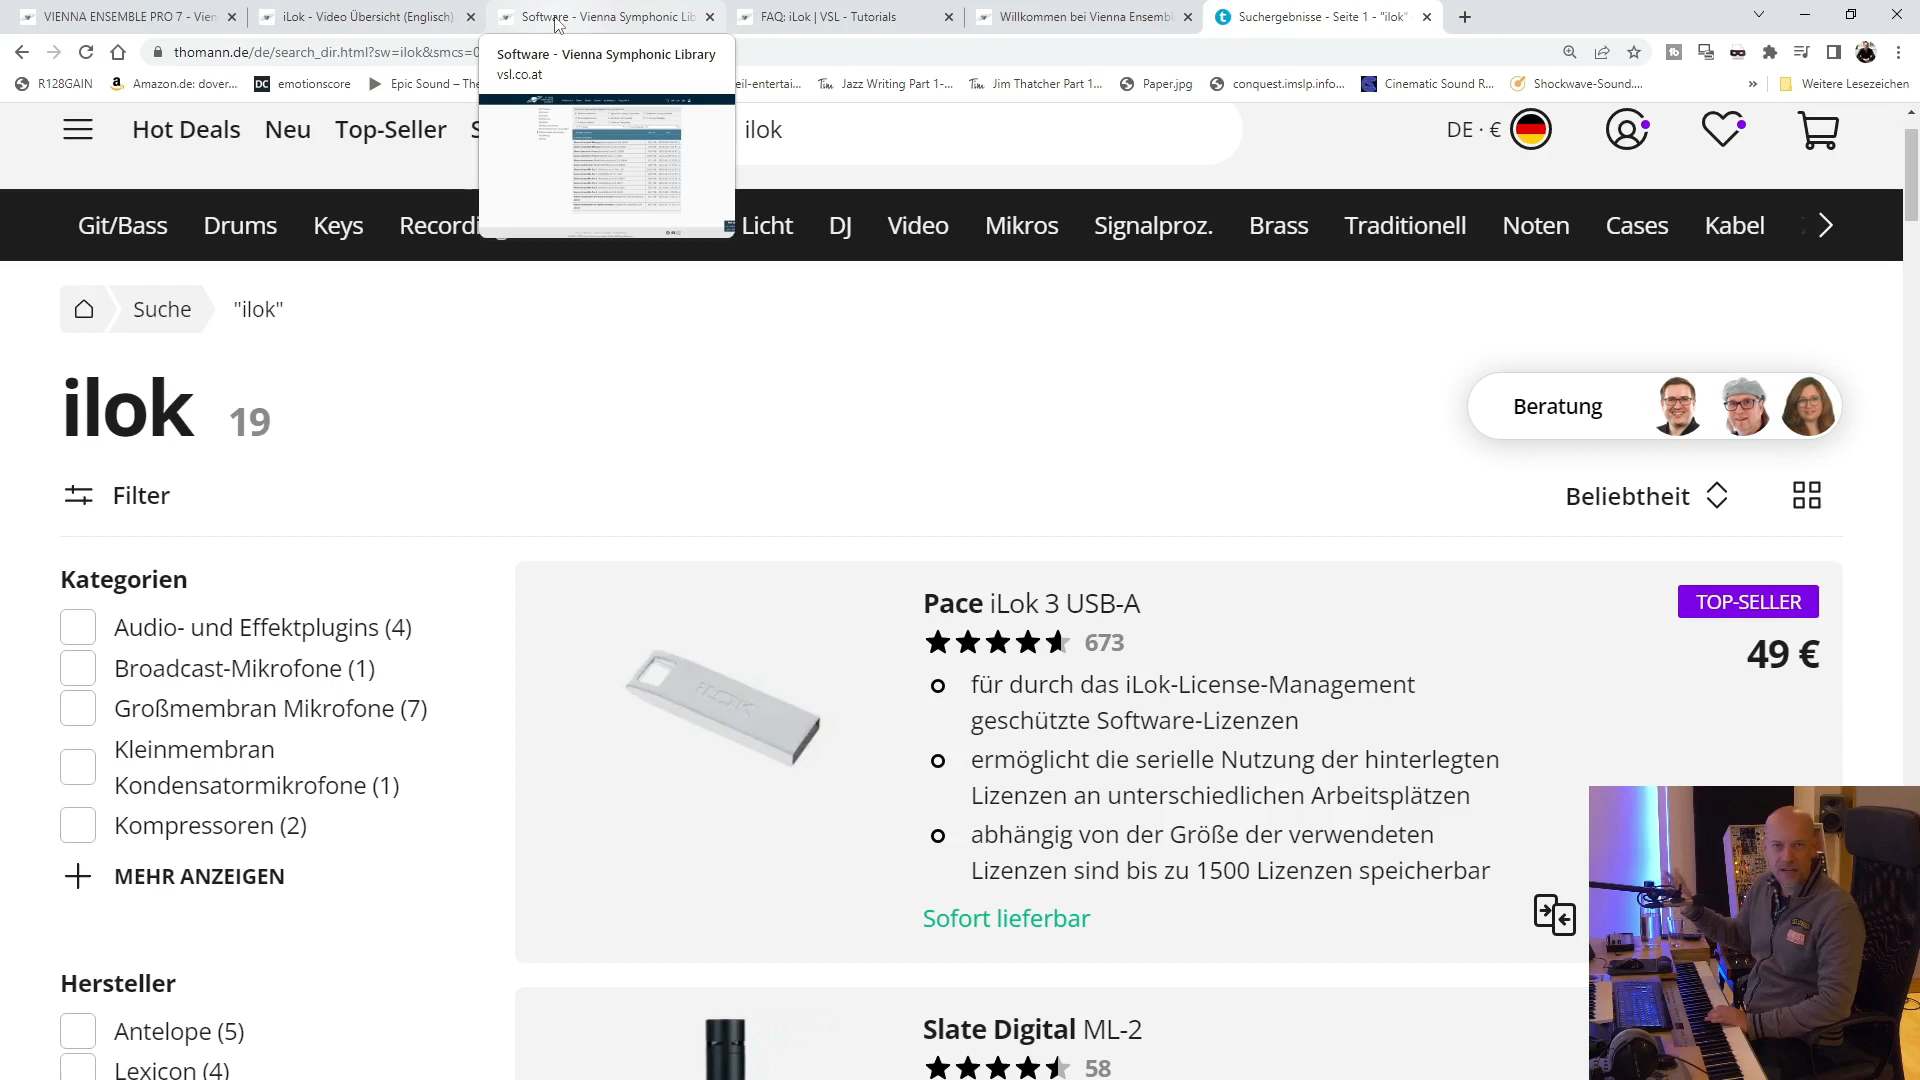 VIENNA ENSEMBLE PRO 7 - Vien
iLok - Video Übersicht (Englisch)
Software - Vienna Symphonic Lib
FAQ: iLok | VSL - Tutorials
Willkommen bei Vienna Ensembl
Suchergebnisse - Seite 1 - "ilok"
thomann.de/de/search_dir.html?sw=ilok&smcs=0
Software - Vienna Symphonic Library
vsl.co.at
R128GAIN
Amazon.de: dover...
DC emotionscore
Epic Sound – The
eil-entertai...
Jazz Writing Part 1-...
Jim Thatcher Part 1...
Paper.jpg
conquest.imslp.info...
Cinematic Sound R...
Shockwave-Sound....
Weitere Lesezeichen
Hot Deals
Neu
Top-Seller
S
ilok
DE · €
Git/Bass
Drums
Keys
Recording
Licht
DJ
Video
Mikros
Signalproz.
Brass
Traditionell
Noten
Cases
Kabel
Suche
"ilok"
ilok 19
Beratung
Filter
Beliebtheit
Kategorien
Audio- und Effektplugins (4)
Broadcast-Mikrofone (1)
Großmembran Mikrofone (7)
Kleinmembran
Kondensatormikrofone (1)
Kompressoren (2)
MEHR ANZEIGEN
Hersteller
Antelope (5)
Lexicon (4)
iLOK
Pace iLok 3 USB-A
673
TOP-SELLER
49 €
für durch das iLok-License-Management
geschützte Software-Lizenzen
ermöglicht die serielle Nutzung der hinterlegten
Lizenzen an unterschiedlichen Arbeitsplätzen
abhängig von der Größe der verwendeten
Lizenzen sind bis zu 1500 Lizenzen speicherbar
Sofort lieferbar
Slate Digital ML-2
58